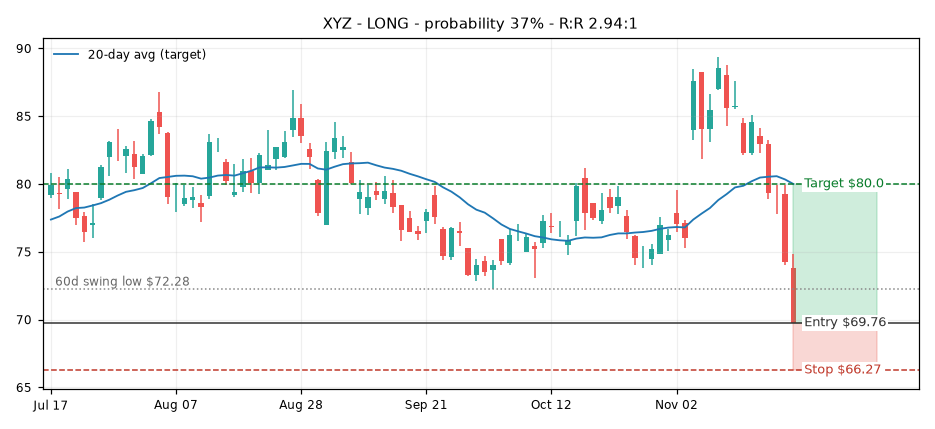 XYZ - LONG - probability 37% - R:R 2.94:1
20-day avg (target)
90
85
80
75
70
65
Target $80.0
60d swing low $72.28
Entry $69.76
Stop $66.27
Jul 17
Aug 07
Aug 28
Sep 21
Oct 12
Nov 02